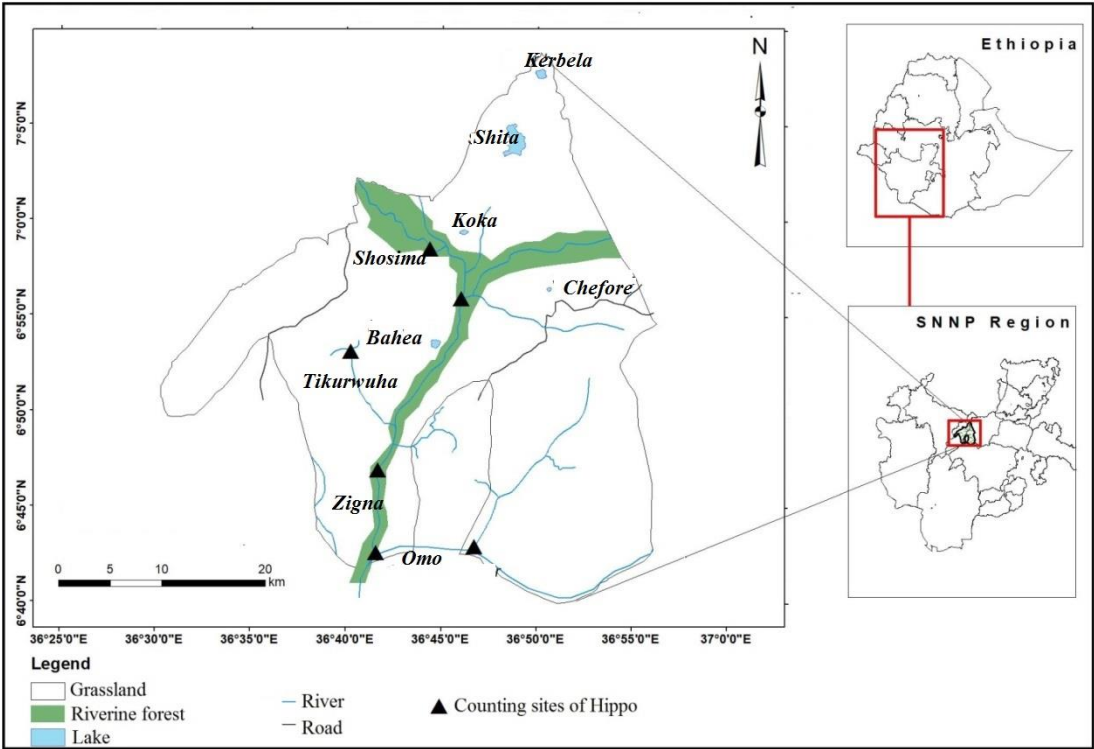 Kerbela
N
Ethiopia
7°5'0"N
Shita
7°0'0"N
Koka
Shosima
Chefore
SNNP Region
6°55'0"N
Bahea
Tikurwuha
6°50'0"N
6°45'0"N
Zigna
Omo
r
0 5 10 20
km
6°40'0"N
36°25'0"E 36°30'0"E 36°40'0"E 36°45'0"E 36°50'0"E 36°55'0"E 37°0'0"E
Legend
Grassland
Riverine forest
Lake
River
Road
Counting sites of Hippo